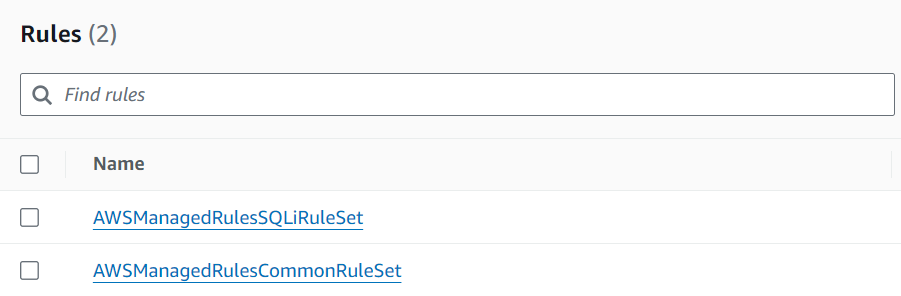 Rules (2)
Find rules
Name
AWSManagedRulesSQLiRuleSet
AWSManagedRulesCommonRuleSet